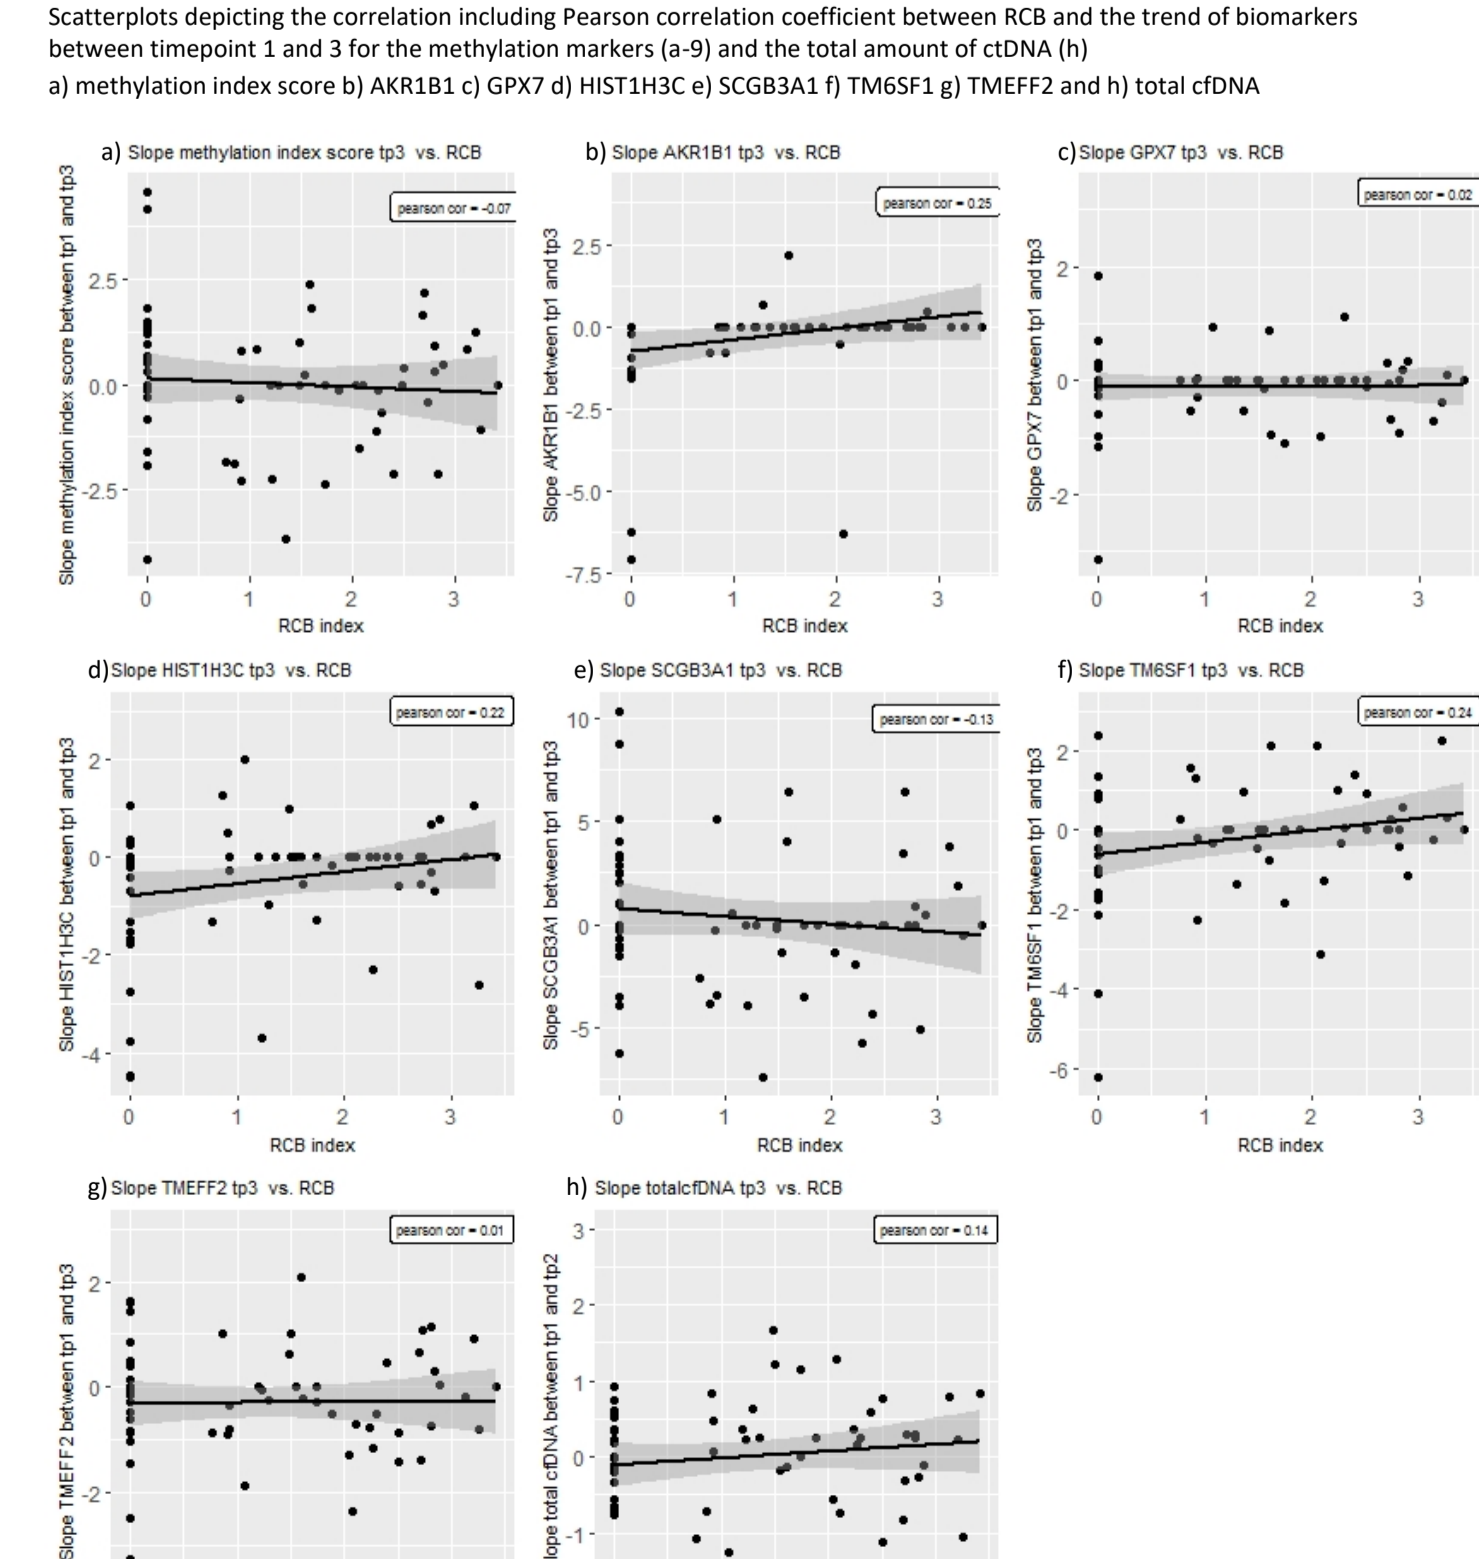 Scatterplots depicting the correlation including Pearson correlation coefficient between RCB and the trend of biomarkers
between timepoint 1 and 3 for the methylation markers (a-9) and the total amount of ctDNA (h)
a) methylation index score b) AKR1B1 c) GPX7 d) HIST1H3C e) SCGB3A1 f) TM6SF1 g) TMEFF2 and h) total cfDNA
a) Slope methylation index score tp3 vs. RCB
Slope methylation index score between tp1 and tp3
pearson cor = -0.07
2.5
0.0
-2.5
0 1 2 3
RCB index
b) Slope AKR1B1 tp3 vs. RCB
Slope AKR1B1 between tp1 and tp3
pearson cor = 0.25
2.5
0.0
-2.5
-5.0
-7.5
0 1 2 3
RCB index
c) Slope GPX7 tp3 vs. RCB
Slope GPX7 between tp1 and tp3
pearson cor = 0.02
2
0
-2
0 1 2 3
RCB index
d) Slope HIST1H3C tp3 vs. RCB
Slope HIST1H3C between tp1 and tp3
pearson cor = 0.22
2
0
-2
-4
0 1 2 3
RCB index
e) Slope SCGB3A1 tp3 vs. RCB
Slope SCGB3A1 between tp1 and tp3
pearson cor = -0.13
10
5
0
-5
0 1 2 3
RCB index
f) Slope TM6SF1 tp3 vs. RCB
Slope TM6SF1 between tp1 and tp3
pearson cor = 0.24
2
0
-2
-4
-6
0 1 2 3
RCB index
g) Slope TMEFF2 tp3 vs. RCB
Slope TMEFF2 between tp1 and tp3
pearson cor = 0.01
2
0
-2
h) Slope totalcfDNA tp3 vs. RCB
lope total cfDNA between tp1 and tp2
pearson cor = 0.14
3
2
1
0
-1